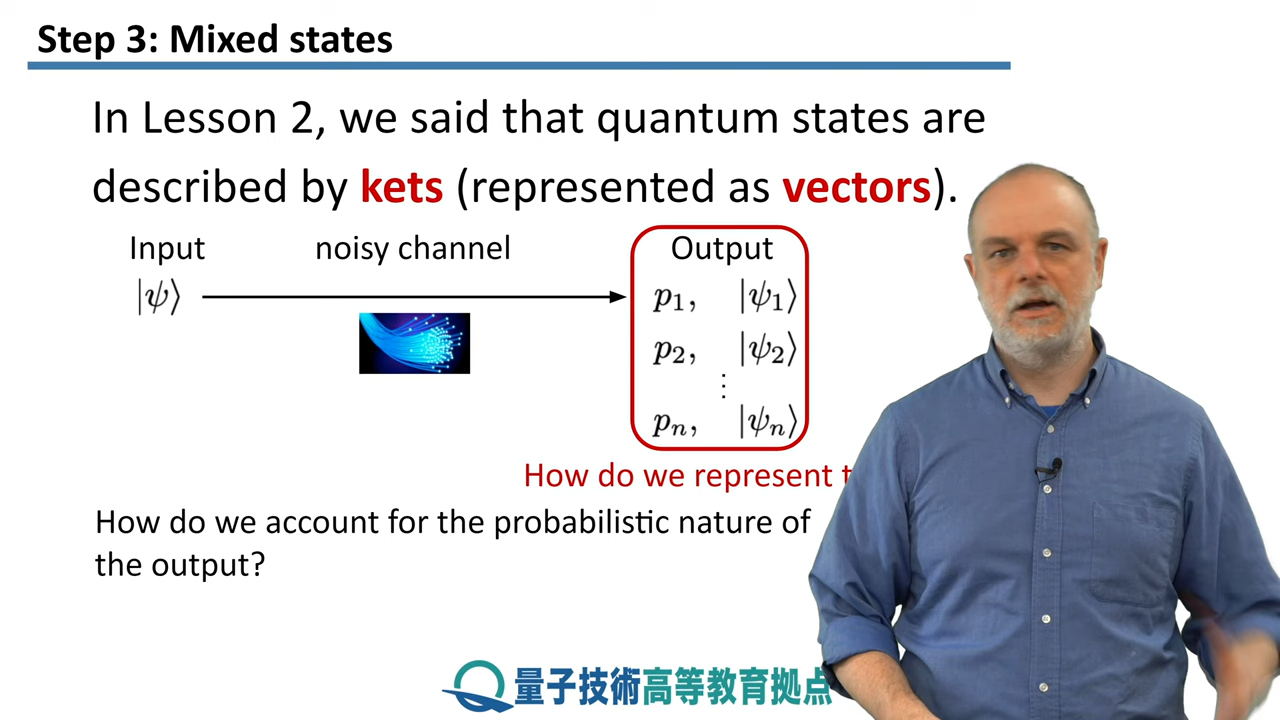 Step 3: Mixed states
In Lesson 2, we said that quantum states are
described by kets (represented as vectors).
Input noisy channel Output
|ψ⟩ p₁, |ψ₁⟩
p₂, |ψ₂⟩
⋮
pₙ, |ψₙ⟩
How do we represent t
How do we account for the probabilistic nature of
the output?
量子技術高等教育拠点